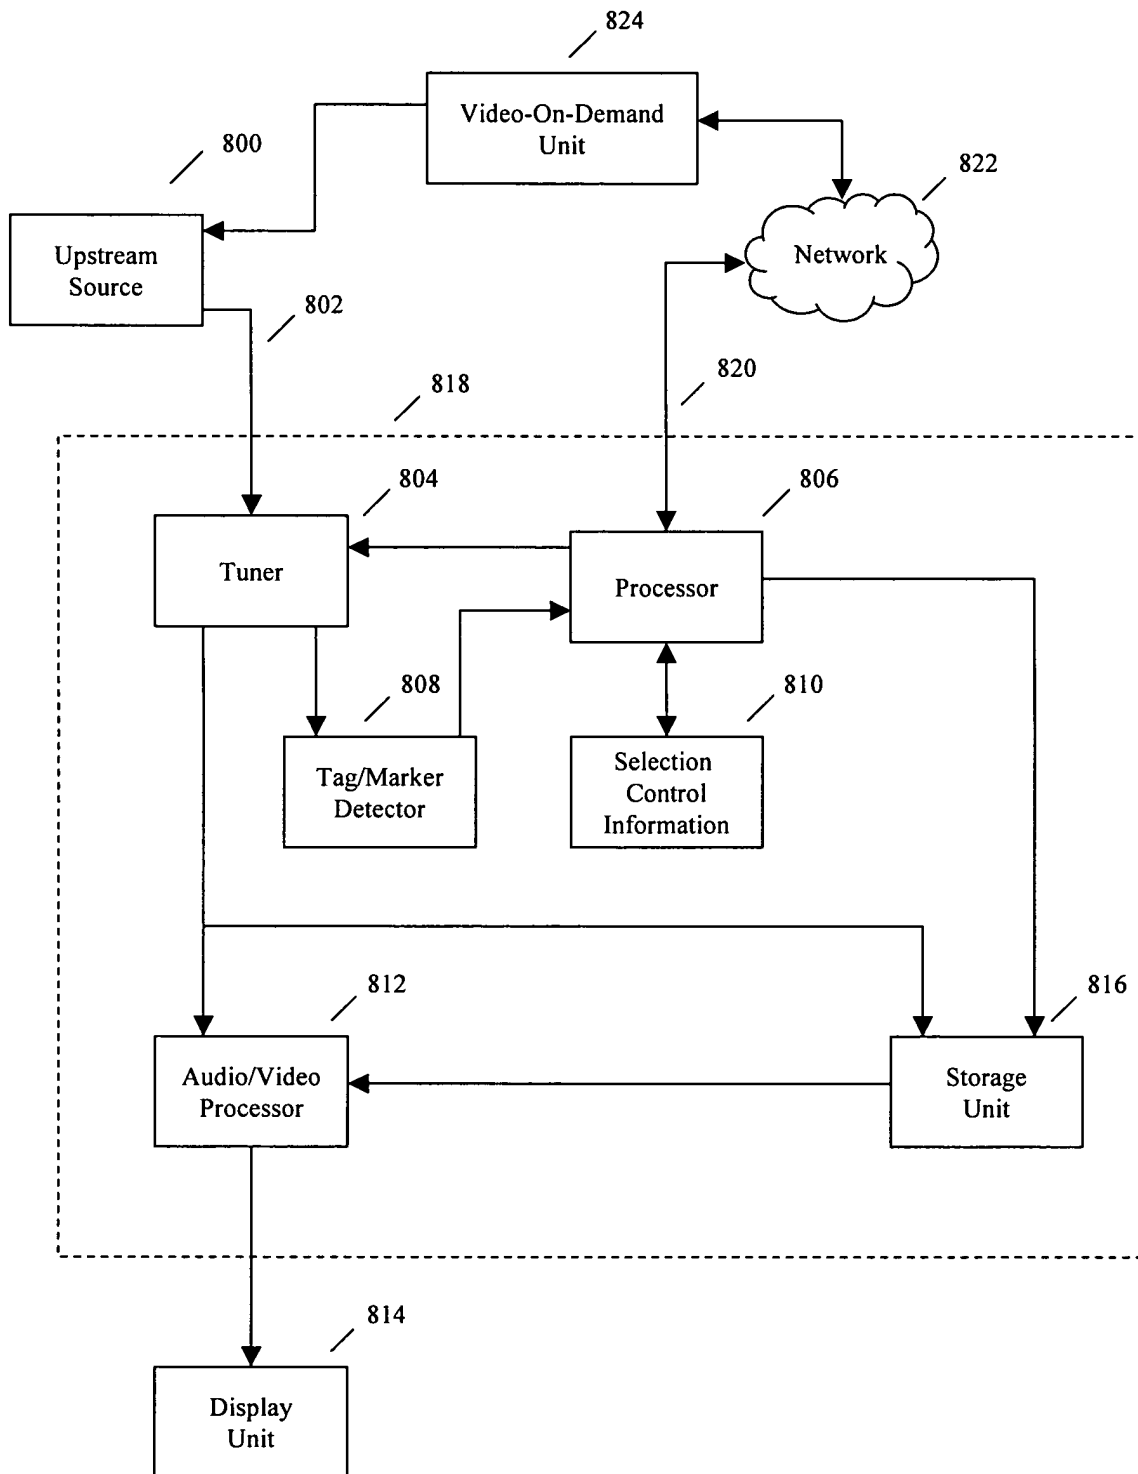 824
Video-On-Demand
Unit
800
822
Upstream
Source
Network
802
818
820
804
806
Tuner
Processor
808
810
Tag/Marker
Detector
Selection
Control
Information
812
816
Audio/Video
Processor
Storage
Unit
814
Display
Unit